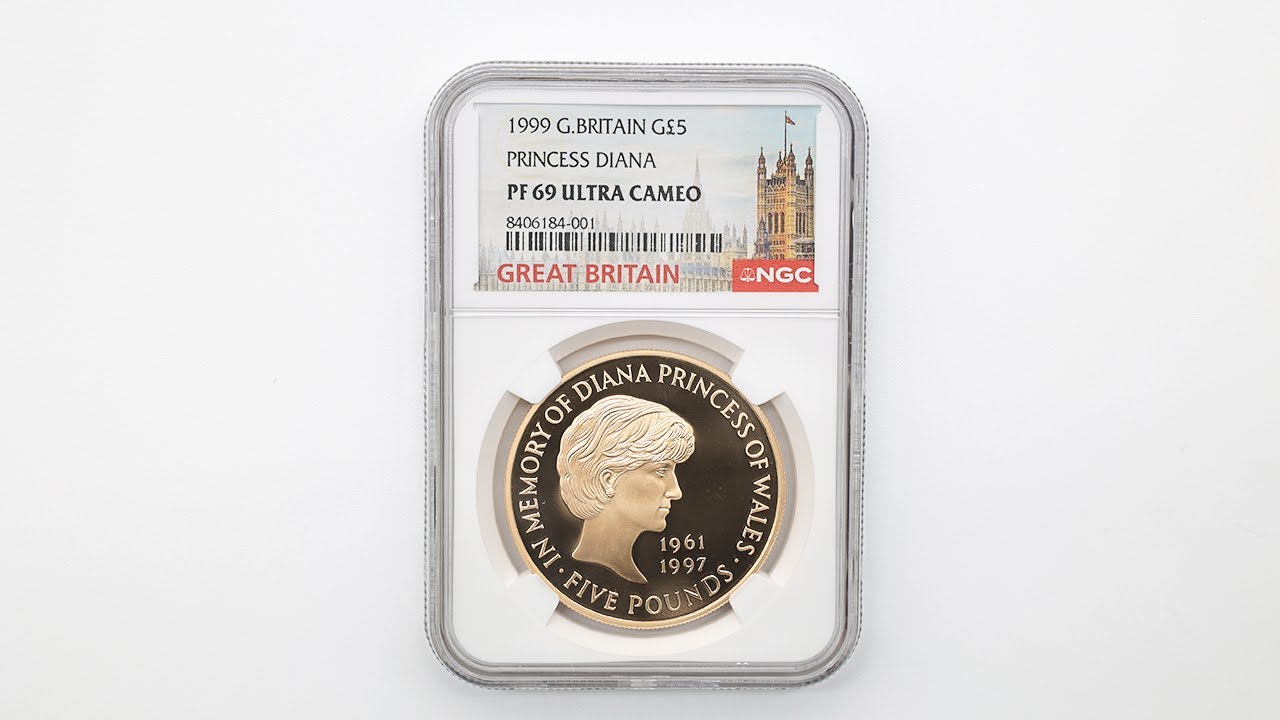 1999 G.BRITAIN G£5
PRINCESS DIANA
PF 69 ULTRA CAMEO
8406184-001
GREAT BRITAIN
NGC
IN MEMORY OF DIANA PRINCESS OF WALES
1961
1997
· FIVE POUNDS ·